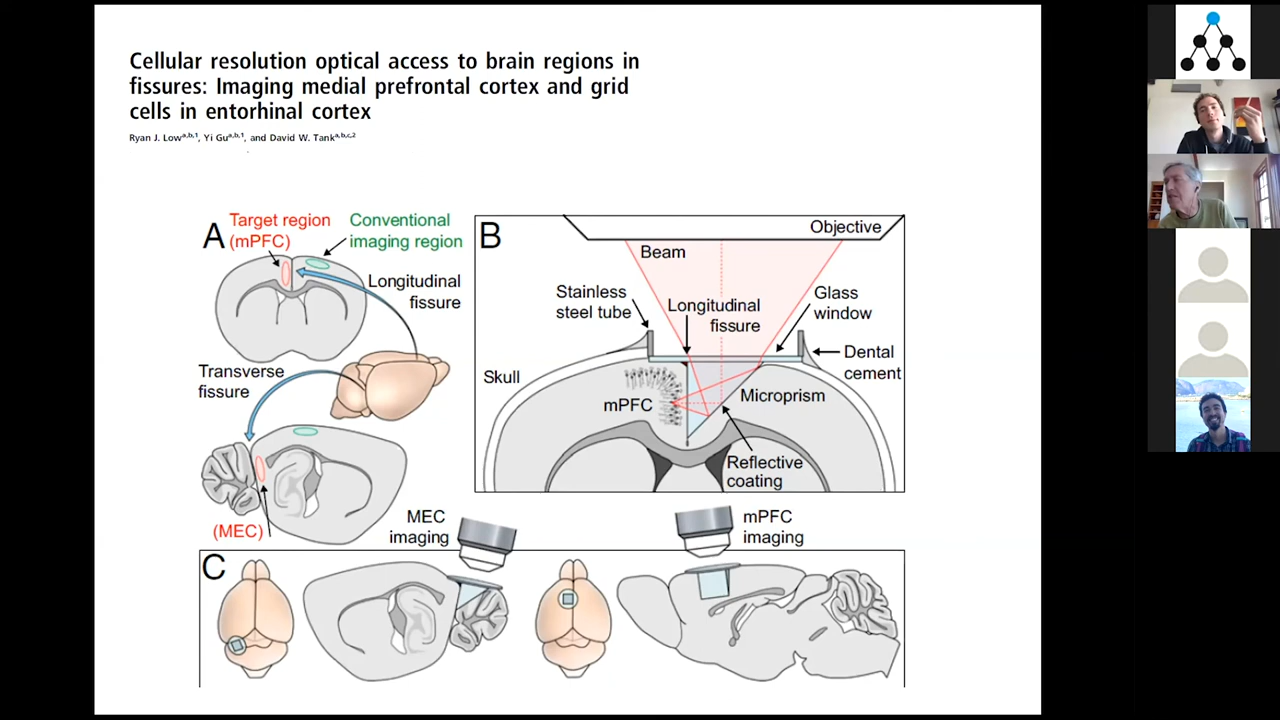 Cellular resolution optical access to brain regions in
fissures: Imaging medial prefrontal cortex and grid
cells in entorhinal cortex
Ryan J. Lowa,b,1, Yi Gua,b,1, and David W. Tanka,b,c,2
A
Target region
(mPFC)
Conventional
imaging region
Longitudinal
fissure
Transverse
fissure
(MEC)
B
Objective
Beam
Stainless
steel tube
Longitudinal
fissure
Glass
window
Dental
cement
Skull
mPFC
Microprism
Reflective
coating
MEC
imaging
mPFC
imaging
C